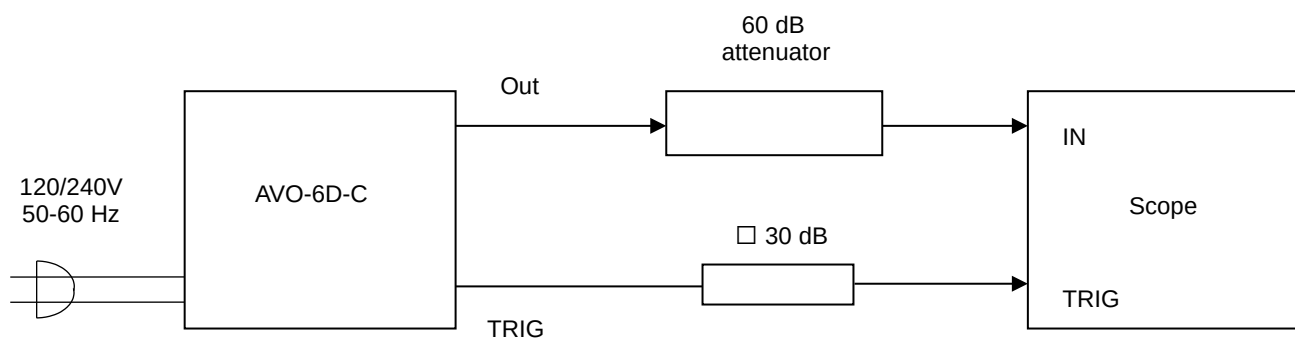 60 dB
attenuator
Out
IN
120/240V
50-60 Hz
AVO-6D-C
Scope
□ 30 dB
TRIG
TRIG